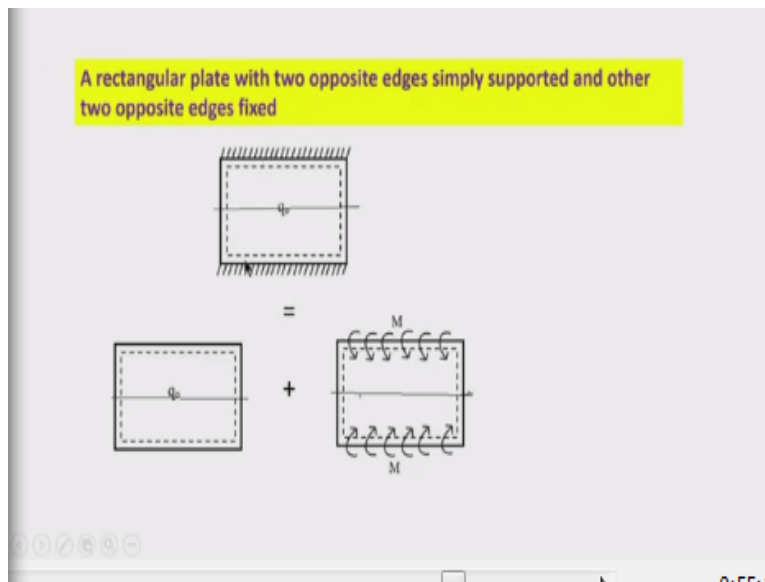 A rectangular plate with two opposite edges simply supported and other
two opposite edges fixed
q₀
=
M
q₀
+
M